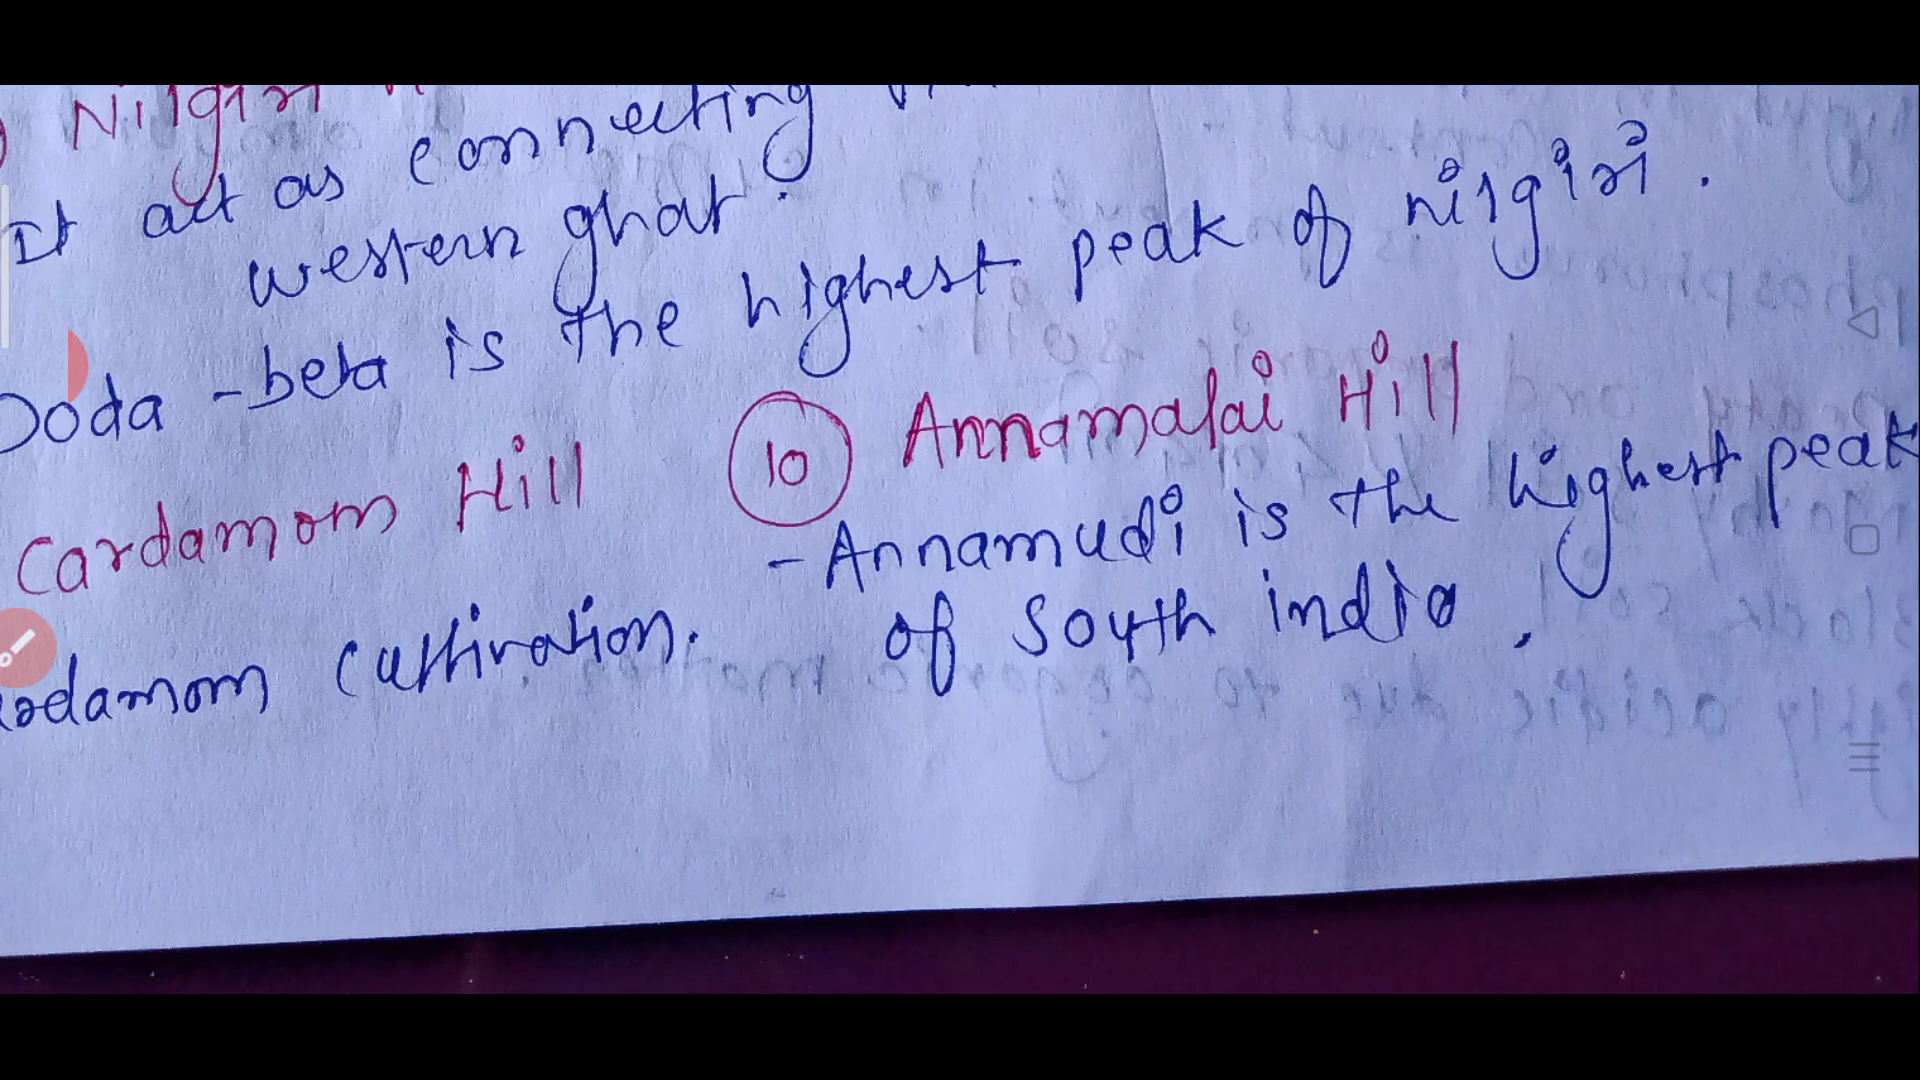 Nilgiri
It act as connecting
western ghat.
Doda - beta is the highest peak of nilgiri.
Cardamom Hill
cardamom cultivation.
10 Annamalai Hill
- Annamudi is the highest peak
of south india.